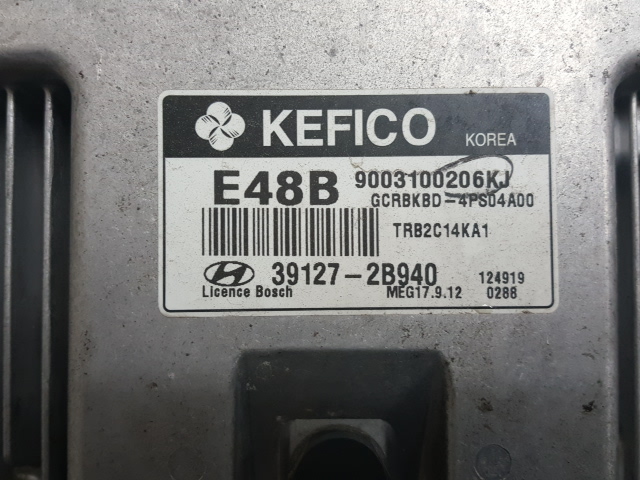 KEFICO KOREA
E48B 9003100206KJ
GCRBKBD-4PS04A00
TRB2C14KA1
39127-2B940 124919
Licence Bosch MEG17.9.12 0288